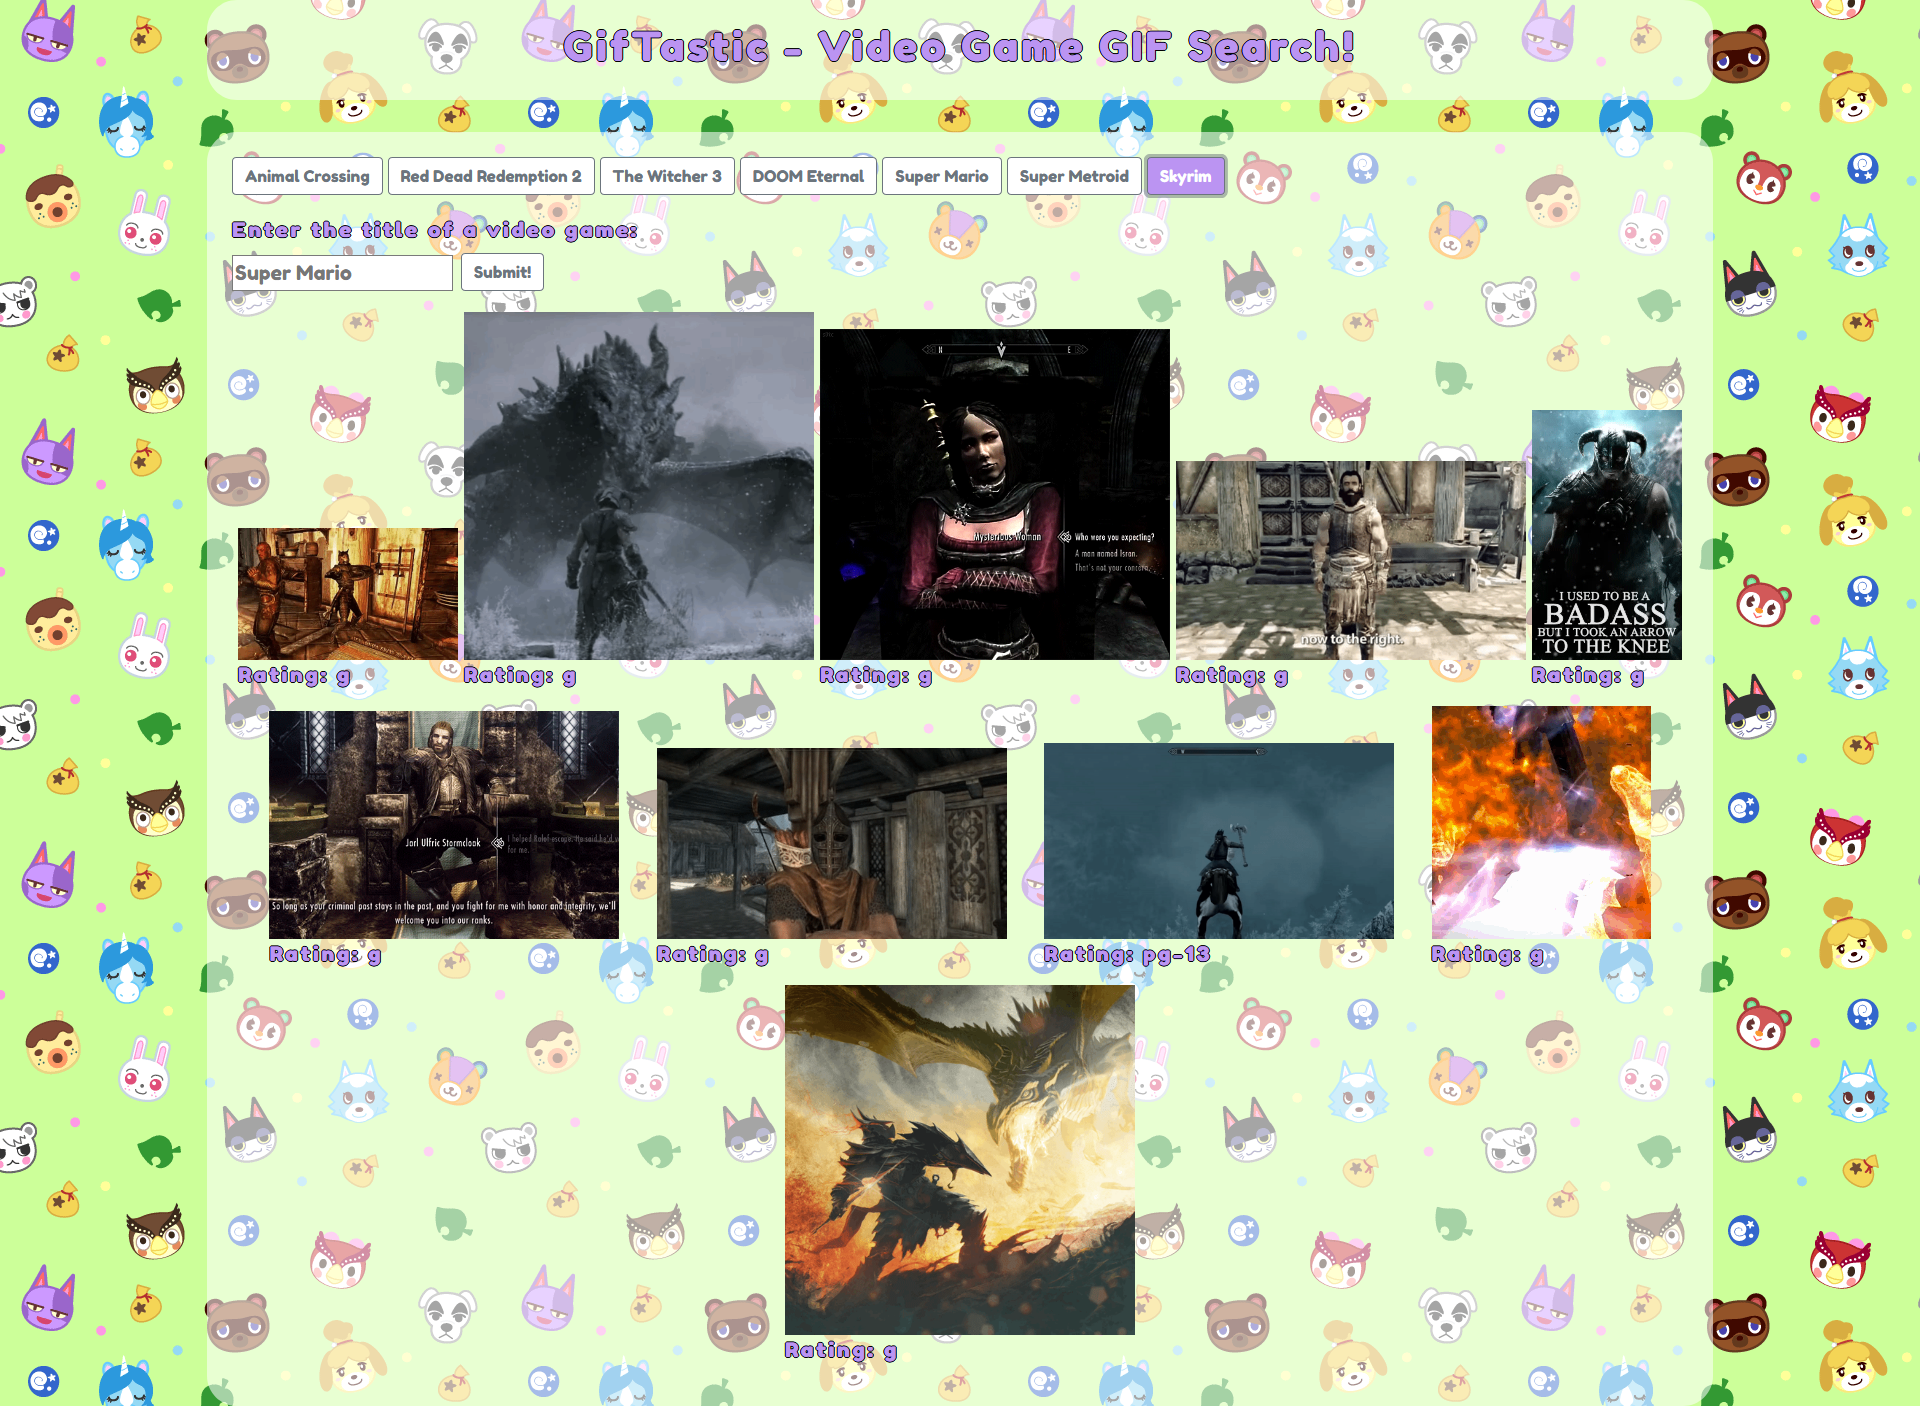 GifTastic - Video Game GIF Search!
Animal Crossing
Red Dead Redemption 2
The Witcher 3
DOOM Eternal
Super Mario
Super Metroid
Skyrim
Enter the title of a video game:
Super Mario
Submit!
N
E
Mysterious Woman
Who were you expecting?
A man named Isran.
That's not your concern.
now to the right.
I USED TO BE A
BADASS
BUT I TOOK AN ARROW
TO THE KNEE
Rating: g
Rating: g
Rating: g
Rating: g
Rating: g
Jarl Ulfric Stormcloak
I helped Ralof escape. He said he'd v
for me.
So long as your criminal past stays in the past, and you fight for me with honor and integrity, we'll
welcome you into our ranks.
Rating: g
Rating: g
Rating: pg-13
Rating: g
Rating: g